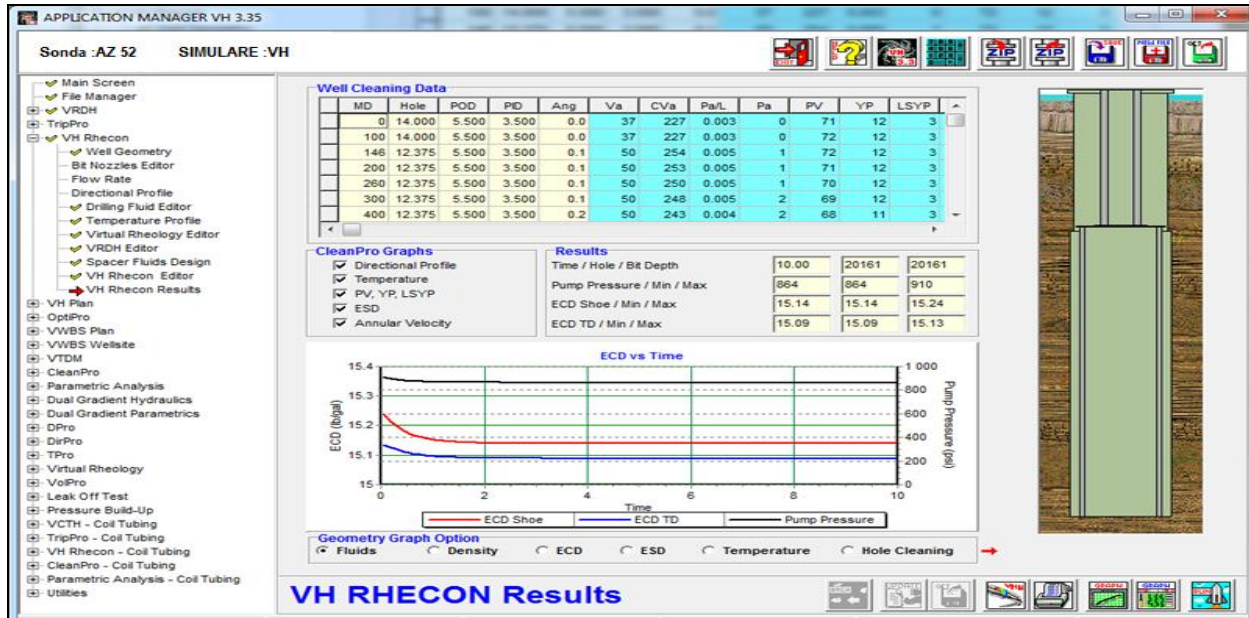 APPLICATION MANAGER VH 3.35
Sonda :AZ 52 SIMULARE :VH
EXIT
ZIP
ZIP
SAVE
NEW FILE
Main Screen
File Manager
VRDH
TripPro
VH Rhecon
Well Geometry
Bit Nozzles Editor
Flow Rate
Directional Profile
Drilling Fluid Editor
Temperature Profile
Virtual Rheology Editor
VRDH Editor
Spacer Fluids Design
VH Rhecon Editor
VH Rhecon Results
VH Plan
OptiPro
VWBS Plan
VWBS Wellsite
VTDM
CleanPro
Parametric Analysis
Dual Gradient Hydraulics
Dual Gradient Parametrics
DPro
DirPro
TPro
Virtual Rheology
VolPro
Leak Off Test
Pressure Build-Up
VCTH - Coil Tubing
TripPro - Coil Tubing
VH Rhecon - Coil Tubing
CleanPro - Coil Tubing
Parametric Analysis - Coil Tubing
Utilities
Well Cleaning Data
MD Hole POD PID Ang Va CVa Pa/L Pa PV YP LSYP
0 14.000 5.500 3.500 0.0 37 227 0.003 0 71 12 3
100 14.000 5.500 3.500 0.0 37 227 0.003 0 72 12 3
146 12.375 5.500 3.500 0.1 50 254 0.005 1 72 12 3
200 12.375 5.500 3.500 0.1 50 253 0.005 1 71 12 3
260 12.375 5.500 3.500 0.1 50 250 0.005 1 70 12 3
300 12.375 5.500 3.500 0.1 50 248 0.005 2 69 12 3
400 12.375 5.500 3.500 0.2 50 243 0.004 2 68 11 3
CleanPro Graphs
Directional Profile
Temperature
PV, YP, LSYP
ESD
Annular Velocity
Results
Time / Hole / Bit Depth 10.00 20161 20161
Pump Pressure / Min / Max 864 864 910
ECD Shoe / Min / Max 15.14 15.14 15.24
ECD TD / Min / Max 15.09 15.09 15.13
ECD vs Time
15.4
15.3
15.2
15.1
15
ECD (lb/gal)
1 000
800
600
400
200
0
Pump Pressure (psi)
0 2 4 6 8 10
Time
ECD Shoe ECD TD Pump Pressure
Geometry Graph Option
Fluids Density ECD ESD Temperature Hole Cleaning
VH RHECON Results
GRAPH
GRAPH